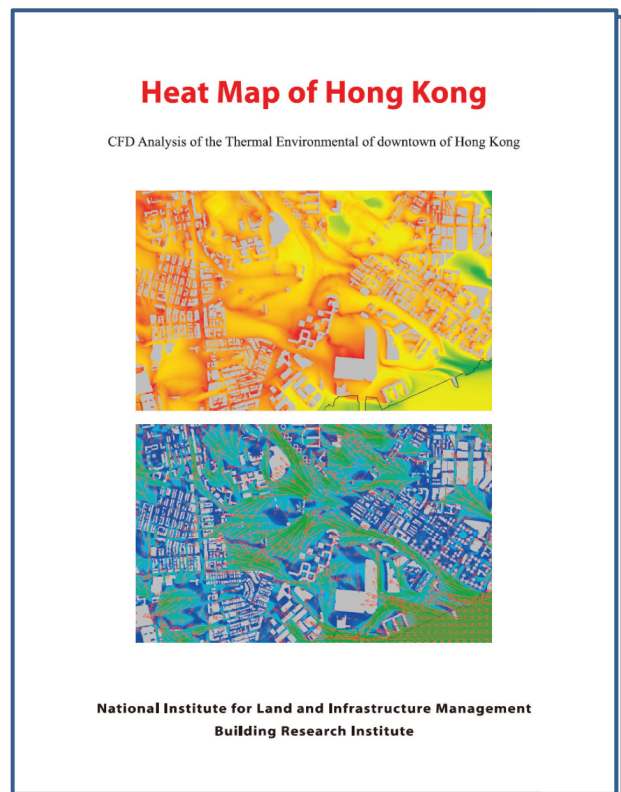 Heat Map of Hong Kong
CFD Analysis of the Thermal Environmental of downtown of Hong Kong
National Institute for Land and Infrastructure Management
Building Research Institute